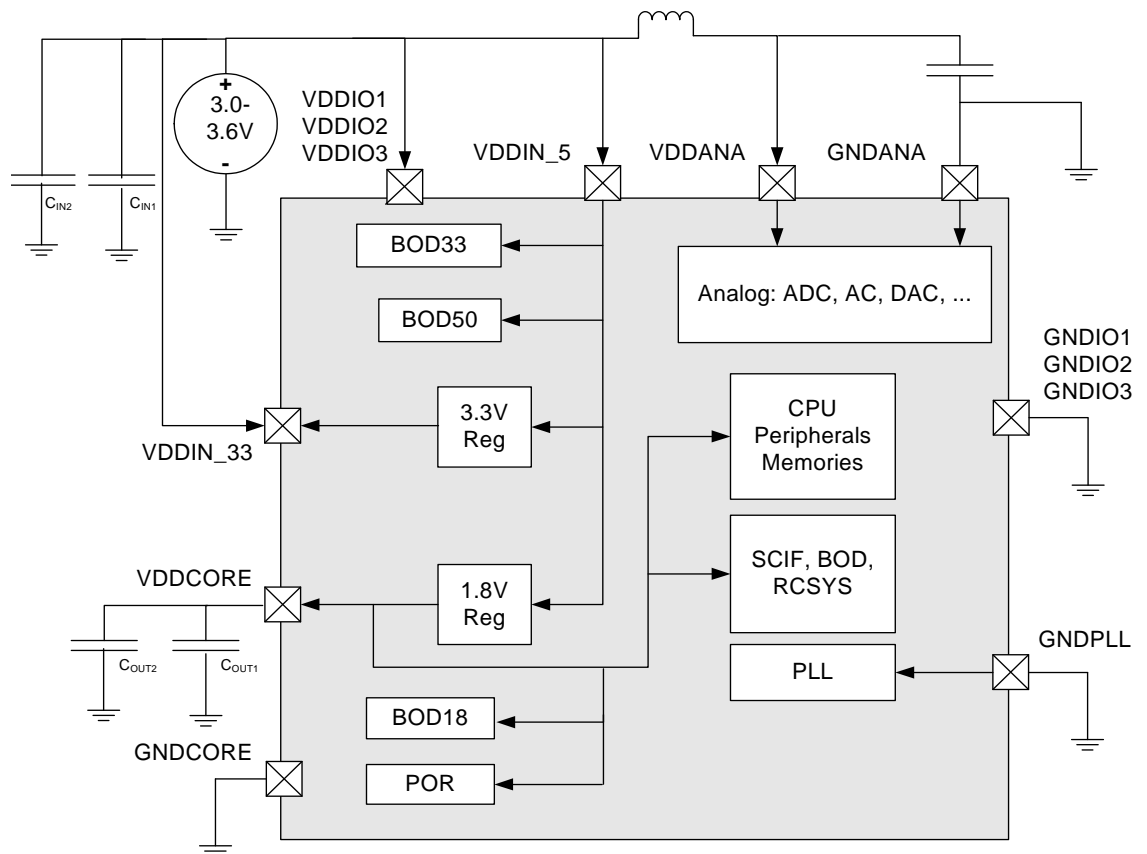 +
3.0-
3.6V
-
VDDIO1
VDDIO2
VDDIO3
VDDIN_5
VDDANA
GNDANA
CIN2
CIN1
BOD33
BOD50
Analog: ADC, AC, DAC, ...
GNDIO1
GNDIO2
GNDIO3
3.3V
Reg
CPU
Peripherals
Memories
VDDIN_33
VDDCORE
1.8V
Reg
SCIF, BOD,
RCSYS
COUT2
COUT1
GNDPLL
PLL
BOD18
GNDCORE
POR